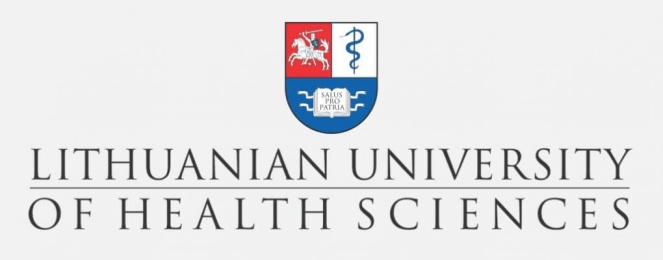 SALUS
PRO
PATRIA
LITHUANIAN UNIVERSITY
OF HEALTH SCIENCES